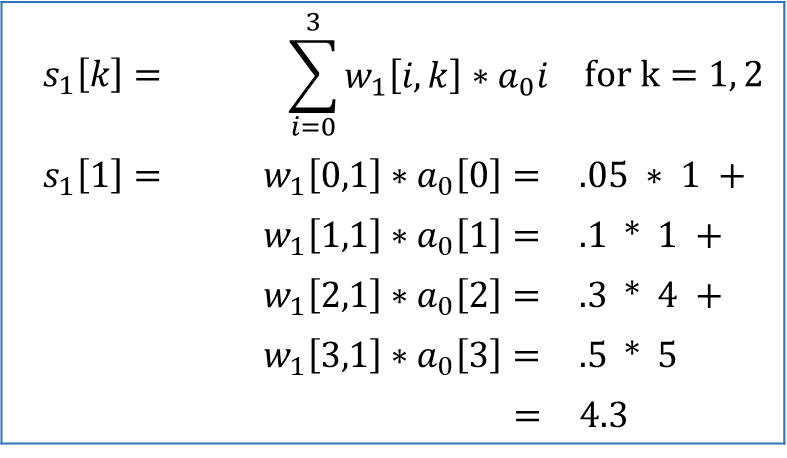 s₁[k] = ∑³ᵢ₌₀ w₁[i, k] ∗ a₀i for k = 1, 2
s₁[1] = w₁[0,1] ∗ a₀[0] = .05 ∗ 1 +
w₁[1,1] ∗ a₀[1] = .1 * 1 +
w₁[2,1] ∗ a₀[2] = .3 * 4 +
w₁[3,1] ∗ a₀[3] = .5 * 5
= 4.3